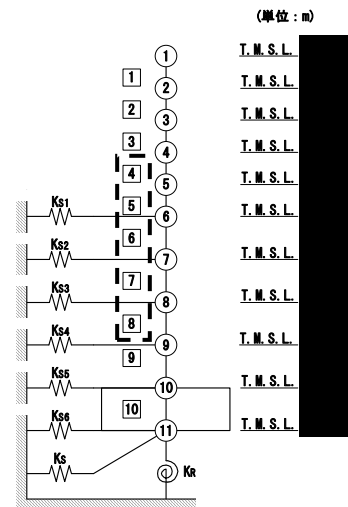 (単位：m)
① T.M.S.L.
1
② T.M.S.L.
2
③ T.M.S.L.
3
④ T.M.S.L.
4
⑤ T.M.S.L.
5
Ks1 ⑥ T.M.S.L.
6
Ks2 ⑦ T.M.S.L.
7
Ks3 ⑧ T.M.S.L.
8
Ks4 ⑨ T.M.S.L.
9
Ks5 ⑩ T.M.S.L.
10
Ks6 ⑪ T.M.S.L.
Ks KR